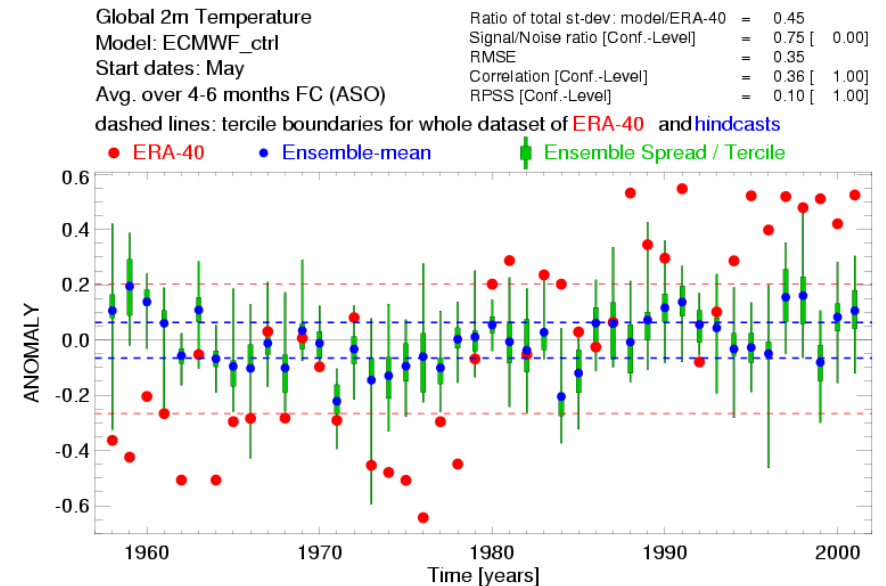 Global 2m Temperature
Model: ECMWF_ctrl
Start dates: May
Avg. over 4-6 months FC (ASO)
Ratio of total st-dev: model/ERA-40 = 0.45
Signal/Noise ratio [Conf.-Level] = 0.75 [ 0.00]
RMSE = 0.35
Correlation [Conf.-Level] = 0.36 [ 1.00]
RPSS [Conf.-Level] = 0.10 [ 1.00]
dashed lines: tercile boundaries for whole dataset of ERA-40 and hindcasts
ERA-40 Ensemble-mean Ensemble Spread / Tercile
0.6
0.4
0.2
0.0
-0.2
-0.4
-0.6
ANOMALY
1960 1970 1980 1990 2000
Time [years]